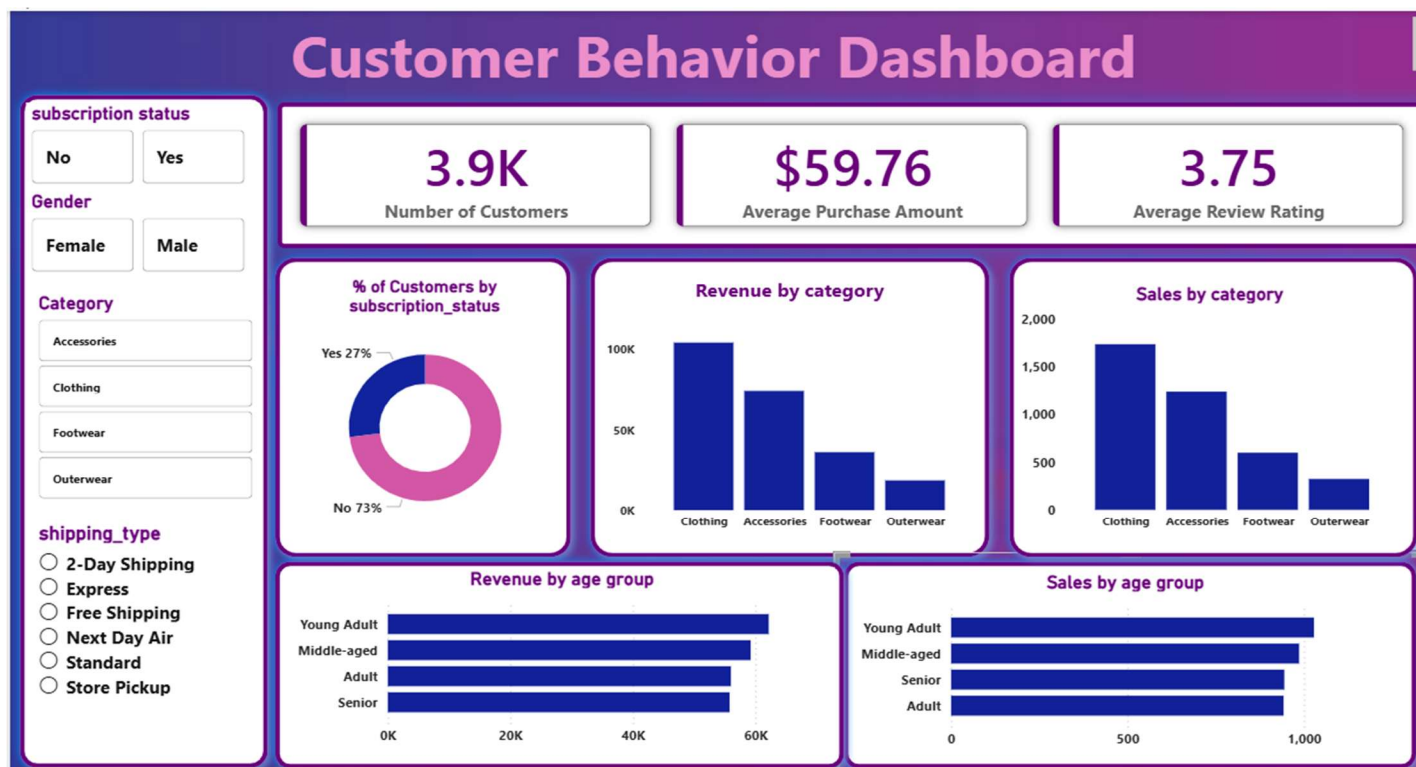 Customer Behavior Dashboard
subscription status
No
Yes
Gender
Female
Male
Category
Accessories
Clothing
Footwear
Outerwear
shipping_type
2-Day Shipping
Express
Free Shipping
Next Day Air
Standard
Store Pickup
3.9K
Number of Customers
$59.76
Average Purchase Amount
3.75
Average Review Rating
% of Customers by
subscription_status
Yes 27%
No 73%
Revenue by category
100K
50K
0K
Clothing Accessories Footwear Outerwear
Sales by category
2,000
1,500
1,000
500
0
Clothing Accessories Footwear Outerwear
Revenue by age group
Young Adult
Middle-aged
Adult
Senior
0K 20K 40K 60K
Sales by age group
Young Adult
Middle-aged
Senior
Adult
0 500 1,000